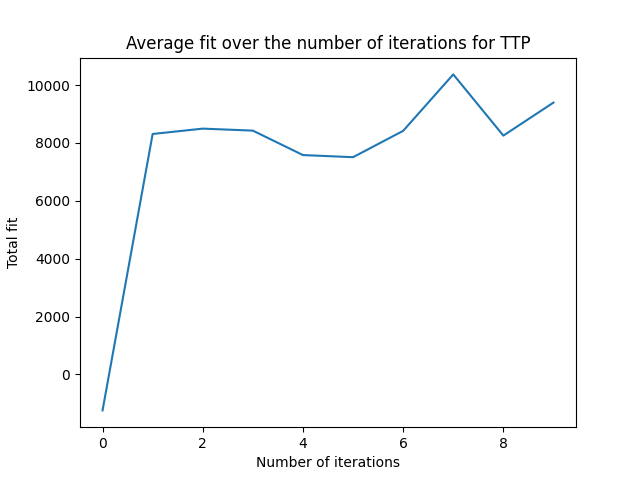 Average fit over the number of iterations for TTP
10000
8000
6000
4000
2000
0
Total fit
0 2 4 6 8
Number of iterations